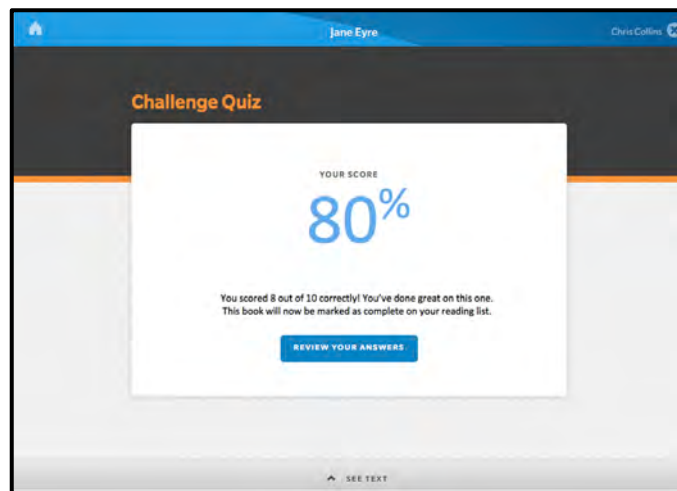 Jane Eyre
Chris Collins
Challenge Quiz
YOUR SCORE
80%
You scored 8 out of 10 correctly! You've done great on this one.
This book will now be marked as complete on your reading list.
REVIEW YOUR ANSWERS
SEE TEXT